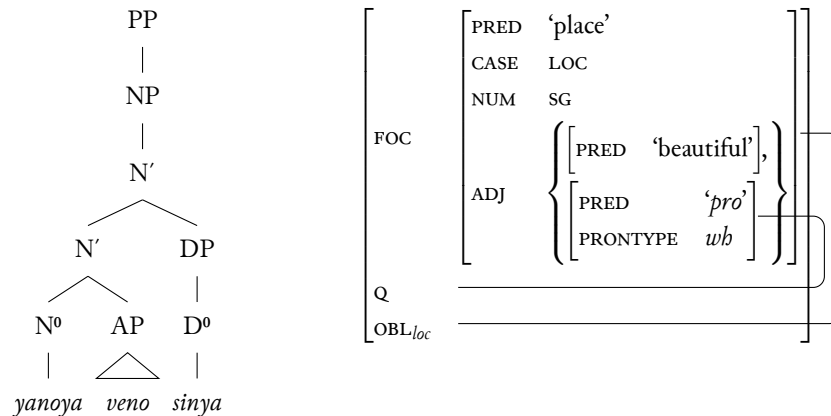 PP
NP
N′
N′ DP
N⁰ AP D⁰
yanoya veno sinya
PRED ‘place’
CASE LOC
NUM SG
FOC
ADJ
PRED ‘beautiful’,
PRED ‘pro’
PRONTYPE wh
Q
OBLloc